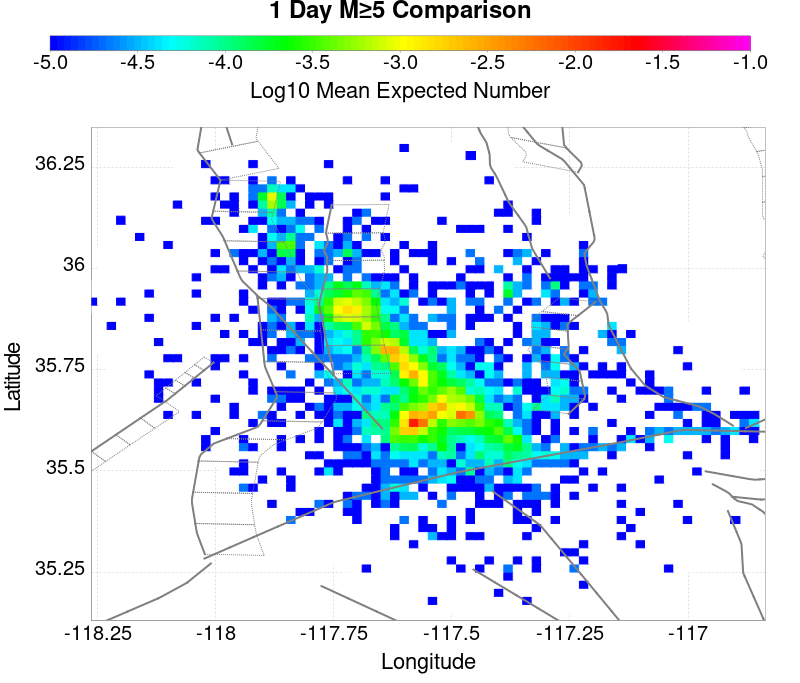 1 Day M≥5 Comparison
-5.0 -4.5 -4.0 -3.5 -3.0 -2.5 -2.0 -1.5 -1.0
Log10 Mean Expected Number
36.25
36
35.75
Latitude
35.5
35.25
-118.25 -118 -117.75 -117.5 -117.25 -117
Longitude